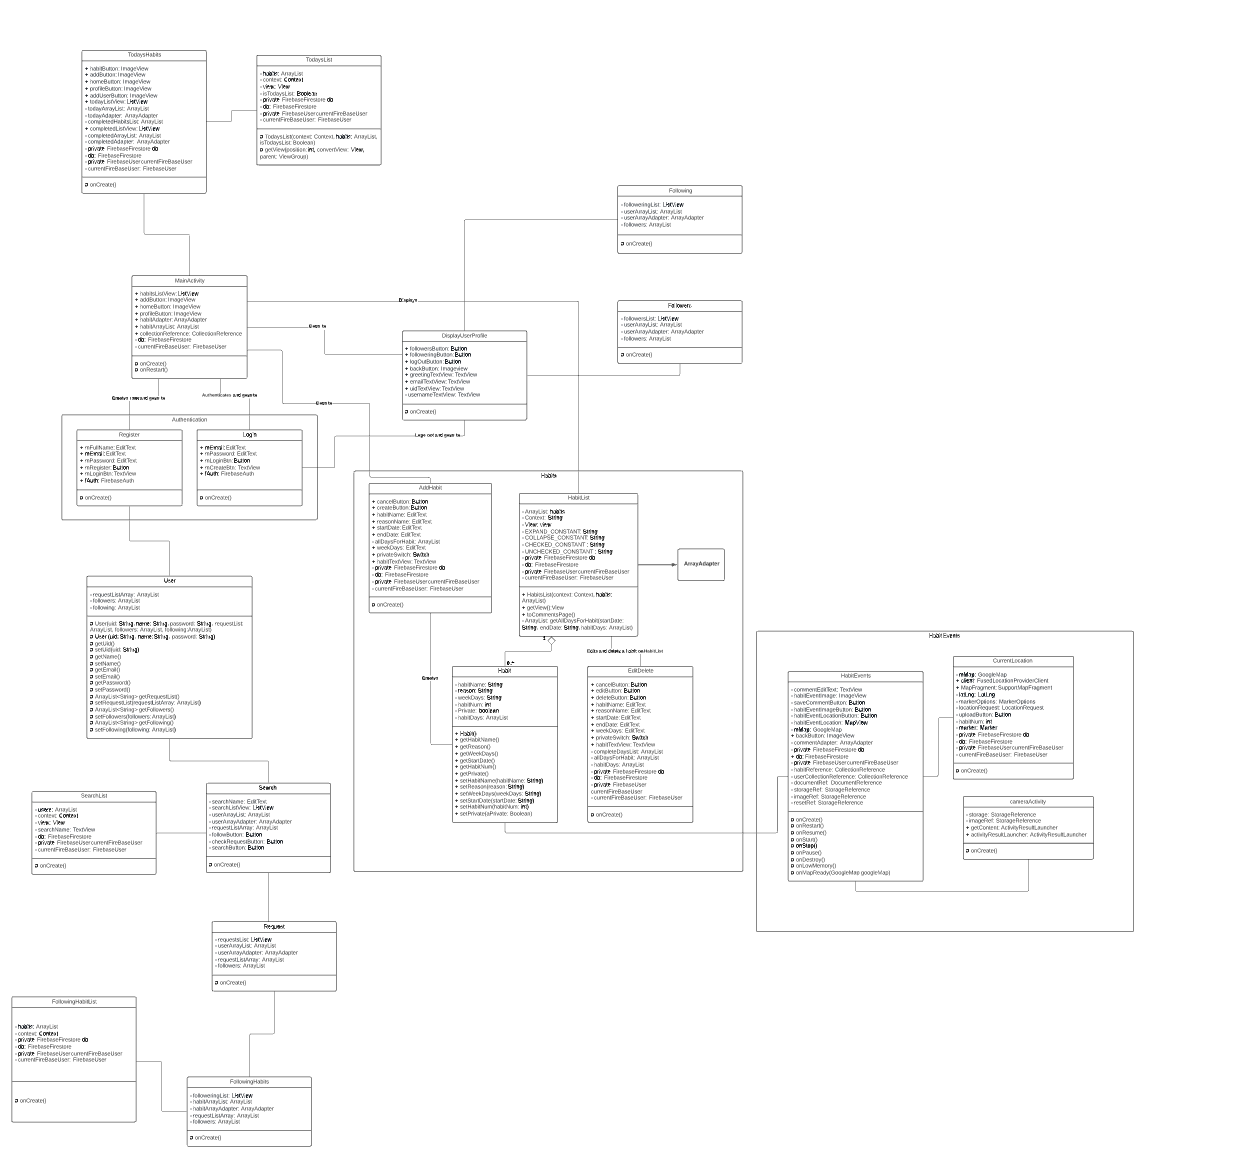 TodaysHabits
+ habitButton: ImageView
+ addButton: ImageView
+ homeButton: ImageView
+ profileButton: ImageView
+ addUserButton: ImageView
+ todayListView: ListView
- todayArrayList: ArrayList
- todayAdapter: ArrayAdapter
- completedHabitsList: ArrayList
+ completedListView: ListView
- completedArrayList: ArrayList
- completedAdapter: ArrayAdapter
- private FirebaseFirestore db
- db: FirebaseFirestore
- private FirebaseUser currentFireBaseUser
- currentFireBaseUser: FirebaseUser
onCreate()
TodaysList
- habits: ArrayList
- context: Context
- view: View
- isTodaysList: Boolean
- private FirebaseFirestore db
- db: FirebaseFirestore
- private FirebaseUser currentFireBaseUser
- currentFireBaseUser: FirebaseUser
TodaysList(context: Context, habits: ArrayList,
isTodaysList: Boolean)
getView(position: int, convertView: View,
parent: ViewGroup)
Following
- followeringList: ListView
- userArrayList: ArrayList
- userArrayAdapter: ArrayAdapter
- followers: ArrayList
onCreate()
MainActivity
+ habitsListView: ListView
+ addButton: ImageView
+ homeButton: ImageView
+ profileButton: ImageView
+ habitAdapter: ArrayAdapter
+ habitArrayList: ArrayList
+ collectionReference: CollectionReference
- db: FirebaseFirestore
- currentFireBaseUser: FirebaseUser
onCreate()
onRestart()
Displays
Goes to
Goes to
Followers
- followersList: ListView
- userArrayList: ArrayList
- userArrayAdapter: ArrayAdapter
- followers: ArrayList
onCreate()
DisplayUserProfile
+ followersButton: Button
+ followeringButton: Button
+ logOutButton: Button
+ backButton: Imageview
+ greetingTextView: TextView
+ emailTextView: TextView
+ uidTextView: TextView
- usernameTextView: TextView
onCreate()
Creates user and goes to
Authenticates and goes to
Logs out and goes to
Authentication
Register
+ mFullName: EditText
+ mEmail: EditText
+ mPassword: EditText
+ mRegister: Button
+ mLoginBtn: TextView
+ fAuth: FirebaseAuth
onCreate()
Login
+ mEmail: EditText
+ mPassword: EditText
+ mLoginBtn: Button
+ mCreateBtn: TextView
+ fAuth: FirebaseAuth
onCreate()
Habits
AddHabit
+ cancelButton: Button
+ createButton: Button
+ habitName: EditText
+ reasonName: EditText
+ startDate: EditText
+ endDate: EditText
- allDaysForHabit: ArrayList
+ weekDays: EditText
+ privateSwitch: Switch
+ habitTextView: TextView
- private FirebaseFirestore db
- db: FirebaseFirestore
- private FirebaseUser currentFireBaseUser
- currentFireBaseUser: FirebaseUser
onCreate()
HabitList
- ArrayList: habits
- Context: String
- View: view
- EXPAND_CONSTANT: String
- COLLAPSE_CONSTANT: String
- CHECKED_CONSTANT : String
- UNCHECKED_CONSTANT : String
- private FirebaseFirestore db
- db: FirebaseFirestore
- private FirebaseUser currentFireBaseUser
- currentFireBaseUser: FirebaseUser
+ HabitsList(context: Context, habits:
ArrayList)
+ getView():View
+ toCommentsPage()
- ArrayList: getAllDaysForHabit(startDate:
String, endDate: String, habitDays: ArrayList)
ArrayAdapter
1
0..*
Edits and deletes a habit on HabitList
Creates
Habit
- habitName: String
- reason: String
- weekDays: String
- habitNum: int
- Private: boolean
- habitDays: ArrayList
+ Habit()
+ getHabitName()
+ getReason()
+ getWeekDays()
+ getStartDate()
+ getHabitNum()
+ getPrivate()
+ setHabitName(habitName: String)
+ setReason(reason: String)
+ setWeekDays(weekDays: String)
+ setStartDate(startDate: String)
+ setHabitNum(habitNum: int)
+ setPrivate(aPrivate: Boolean)
EditDelete
+ cancelButton: Button
+ editButton: Button
+ deleteButton: Button
+ habitName: EditText
+ reasonName: EditText
+ startDate: EditText
+ endDate: EditText
+ weekDays: EditText
+ privateSwitch: Switch
+ habitTextView: TextView
- completeDaysList: ArrayList
- allDaysForHabit: ArrayList
- habitDays: ArrayList
- private FirebaseFirestore db
- db: FirebaseFirestore
- private FirebaseUser
currentFireBaseUser
- currentFireBaseUser: FirebaseUser
onCreate()
User
- requestListArray: ArrayList
- followers: ArrayList
- following: ArrayList
User(uid: String, name: String, password: String, requestList:
ArrayList, followers: ArrayList, following:ArrayList)
User (uid: String, name: String, password: String)
getUid()
setUid(uid: String)
getName()
setName()
getEmail()
setEmail()
getPassword()
setPassword()
ArrayList<String> getRequestList()
setRequestList(requestListArray: ArrayList)
ArrayList<String> getFollowers()
setFollowers(followers:ArrayList)
ArrayList<String> getFollowing()
setFollowing(following: ArrayList)
Habit Events
HabitEvents
- commentEditText: TextView
- habitEventImage: ImageView
- saveCommentButton: Button
- habitEventImageButton: Button
- habitEventLocationButton: Button
- habitEventLocation: MapView
- mMap: GoogleMap
+ backButton: ImageView
- commentAdapter: ArrayAdapter
- private FirebaseFirestore db
+ db: FirebaseFirestore
- private FirebaseUser currentFireBaseUser
- habitReference: CollectionReference
- userCollectionReference: CollectionReference
- documentRef: DocumentReference
- storageRef: StorageReference
- imageRef: StorageReference
- resetRef: StorageReference
onCreate()
onRestart()
onResume()
onStart()
onStop()
onPause()
onDestroy()
onLowMemory()
onMapReady(GoogleMap googleMap)
CurrentLocation
- mMap: GoogleMap
+ client: FusedLocationProviderClient
+ MapFragment: SupportMapFragment
- latLng: LatLng
- markerOptions: MarkerOptions
- locationRequest: LocationRequest
- uploadButton: Button
- habitNum: int
- marker: Marker
- private FirebaseFirestore db
- db: FirebaseFirestore
- private FirebaseUser currentFireBaseUser
- currentFireBaseUser: FirebaseUser
onCreate()
cameraActivity
- storage: StorageReference
- imageRef: StorageReference
+ getContent: ActivityResultLauncher
+ activityResultLauncher: ActivityResultLauncher
onCreate()
SearchList
- users: ArrayList
- context: Context
- view: View
- searchName: TextView
- db: FirebaseFirestore
- private FirebaseUser currentFireBaseUser
- currentFireBaseUser: FirebaseUser
onCreate()
Search
- searchName: EditText
- searchListView: ListView
- userArrayList: ArrayList
- userArrayAdapter: ArrayAdapter
- requestListArray: ArrayList
- followButton: Button
- checkRequestButton: Button
- searchButton: Button
onCreate()
Request
- requestsList: ListView
- userArrayList: ArrayList
- userArrayAdapter: ArrayAdapter
- requestListArray: ArrayList
- followers: ArrayList
onCreate()
FollowingHabitList
- habits: ArrayList
- context: Context
- private FirebaseFirestore db
- db: FirebaseFirestore
- private FirebaseUser currentFireBaseUser
- currentFireBaseUser: FirebaseUser
onCreate()
FollowingHabits
- followeringList: ListView
- habitArrayList: ArrayList
- habitArrayAdapter: ArrayAdapter
- requestListArray: ArrayList
- followers: ArrayList
onCreate()